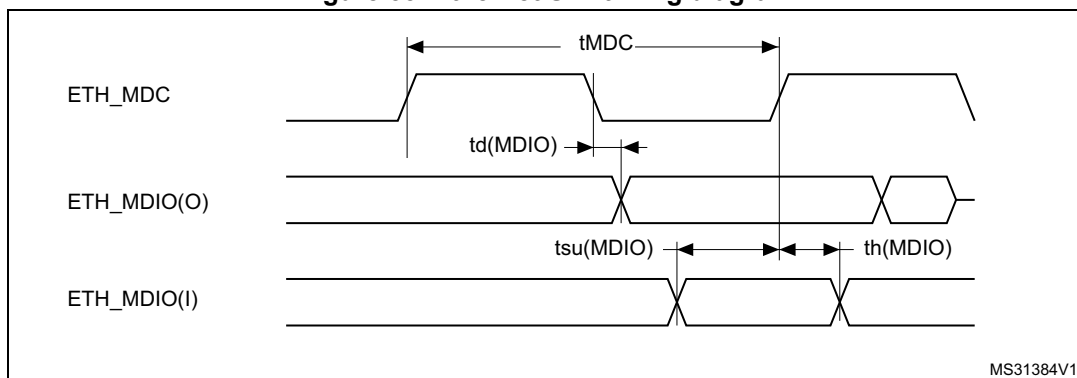 tMDC
ETH_MDC
td(MDIO)
ETH_MDIO(O)
tsu(MDIO) th(MDIO)
ETH_MDIO(I)
MS31384V1